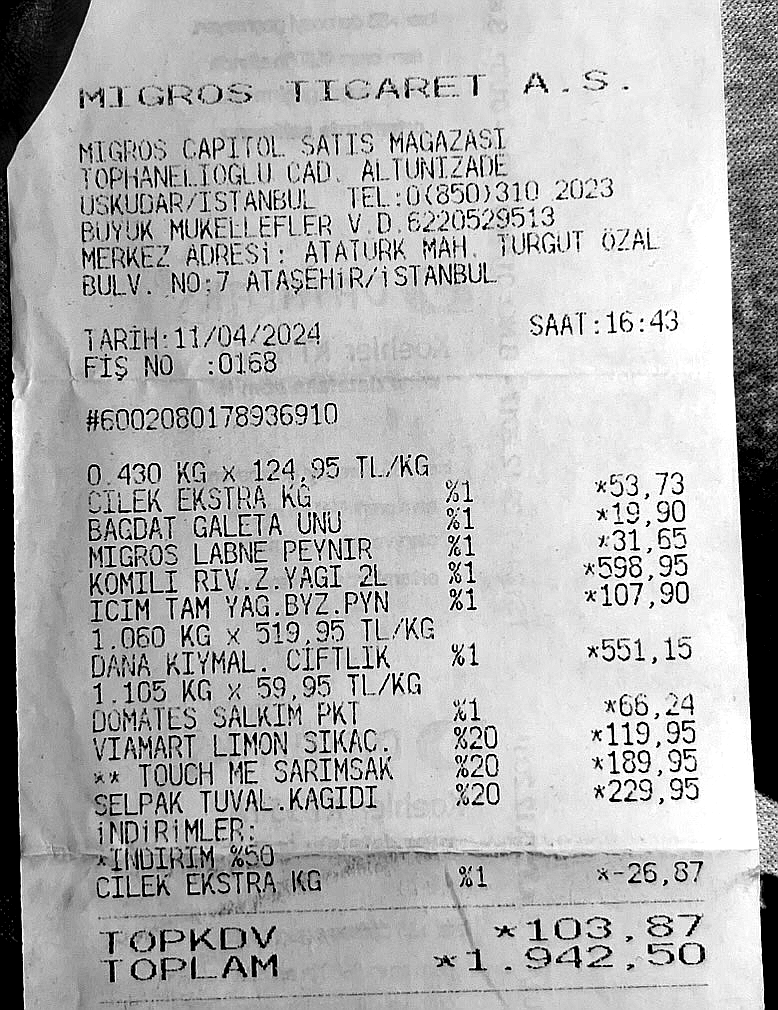 MIGROS TICARET A.S.
MIGROS CAPITOL SATIS MAGAZASI
TOPHANELIOGLU CAD. ALTUNIZADE
USKUDAR/ISTANBUL TEL:0(850)310 2023
BUYUK MUKELLEFLER V.D.6220529513
MERKEZ ADRESİ: ATATURK MAH. TURGUT ÖZAL
BULV. NO:7 ATAŞEHİR/İSTANBUL
TARİH:11/04/2024 SAAT:16:43
FİŞ NO :0168
#6002080178936910
0.430 KG x 124,95 TL/KG
CILEK EKSTRA KG %1 *53,73
BAGDAT GALETA UNU %1 *19,90
MIGROS LABNE PEYNIR %1 *31,65
KOMILI RIV.Z.YAGI 2L %1 *598,95
ICIM TAM YAG.BYZ.PYN %1 *107,90
1.060 KG x 519,95 TL/KG
DANA KIYMAL. CIFTLIK %1 *551,15
1.105 KG x 59,95 TL/KG
DOMATES SALKIM PKT %1 *66,24
VIAMART LIMON SIKAC. %20 *119,95
** TOUCH ME SARIMSAK %20 *189,95
SELPAK TUVAL.KAGIDI %20 *229,95
İNDİRİMLER:
*INDIRIM %50
CILEK EKSTRA KG %1 *-26,87
TOPKDV *103,87
TOPLAM *1.942,50